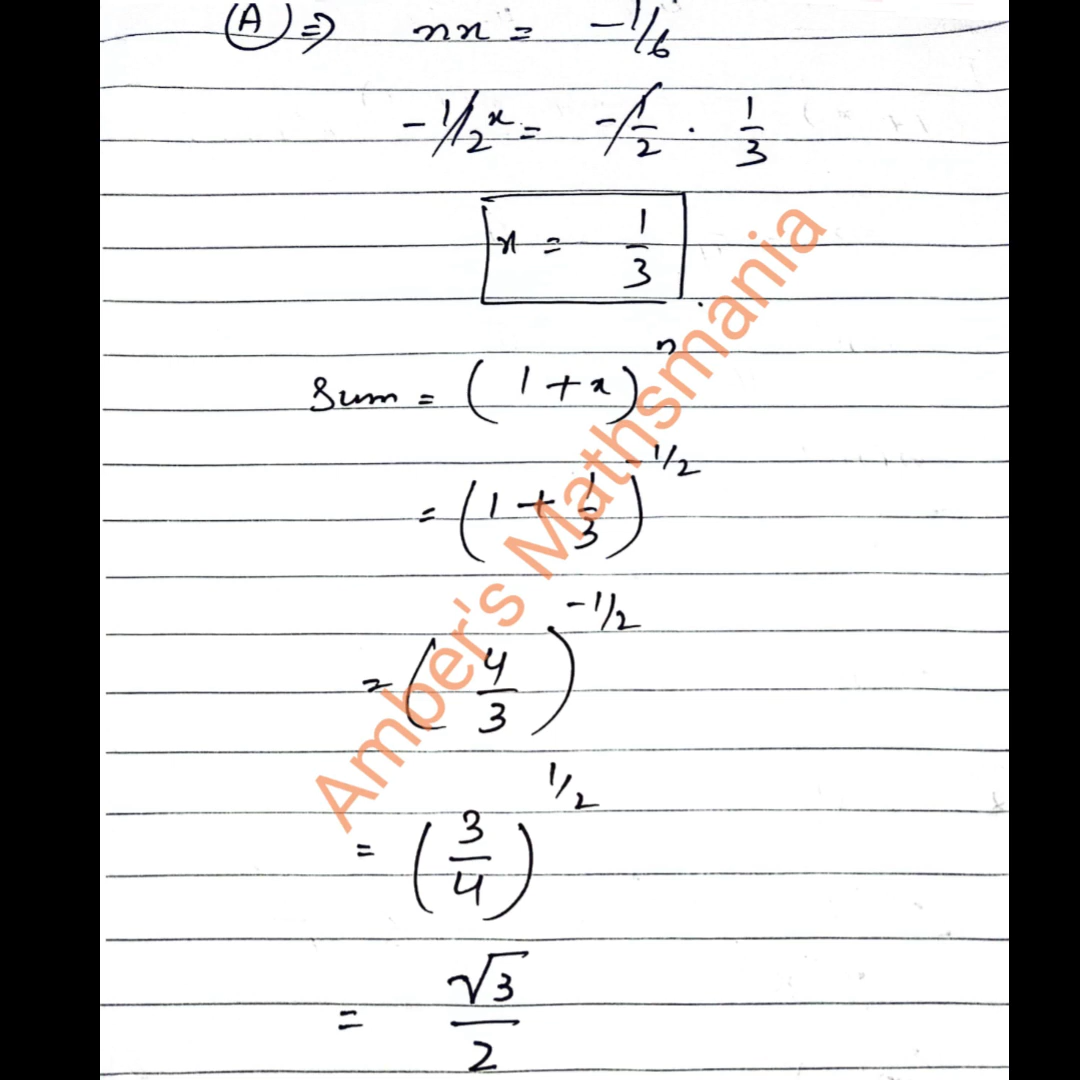 (A) ⇒ nx = -1/6
-1/2 x = -1/2 . 1/3
x = 1/3
Sum = (1 + x)^n
= (1 + 1/3)^-1/2
= (4/3)^-1/2
= (3/4)^1/2
= √3/2
Amber's Mathsmania